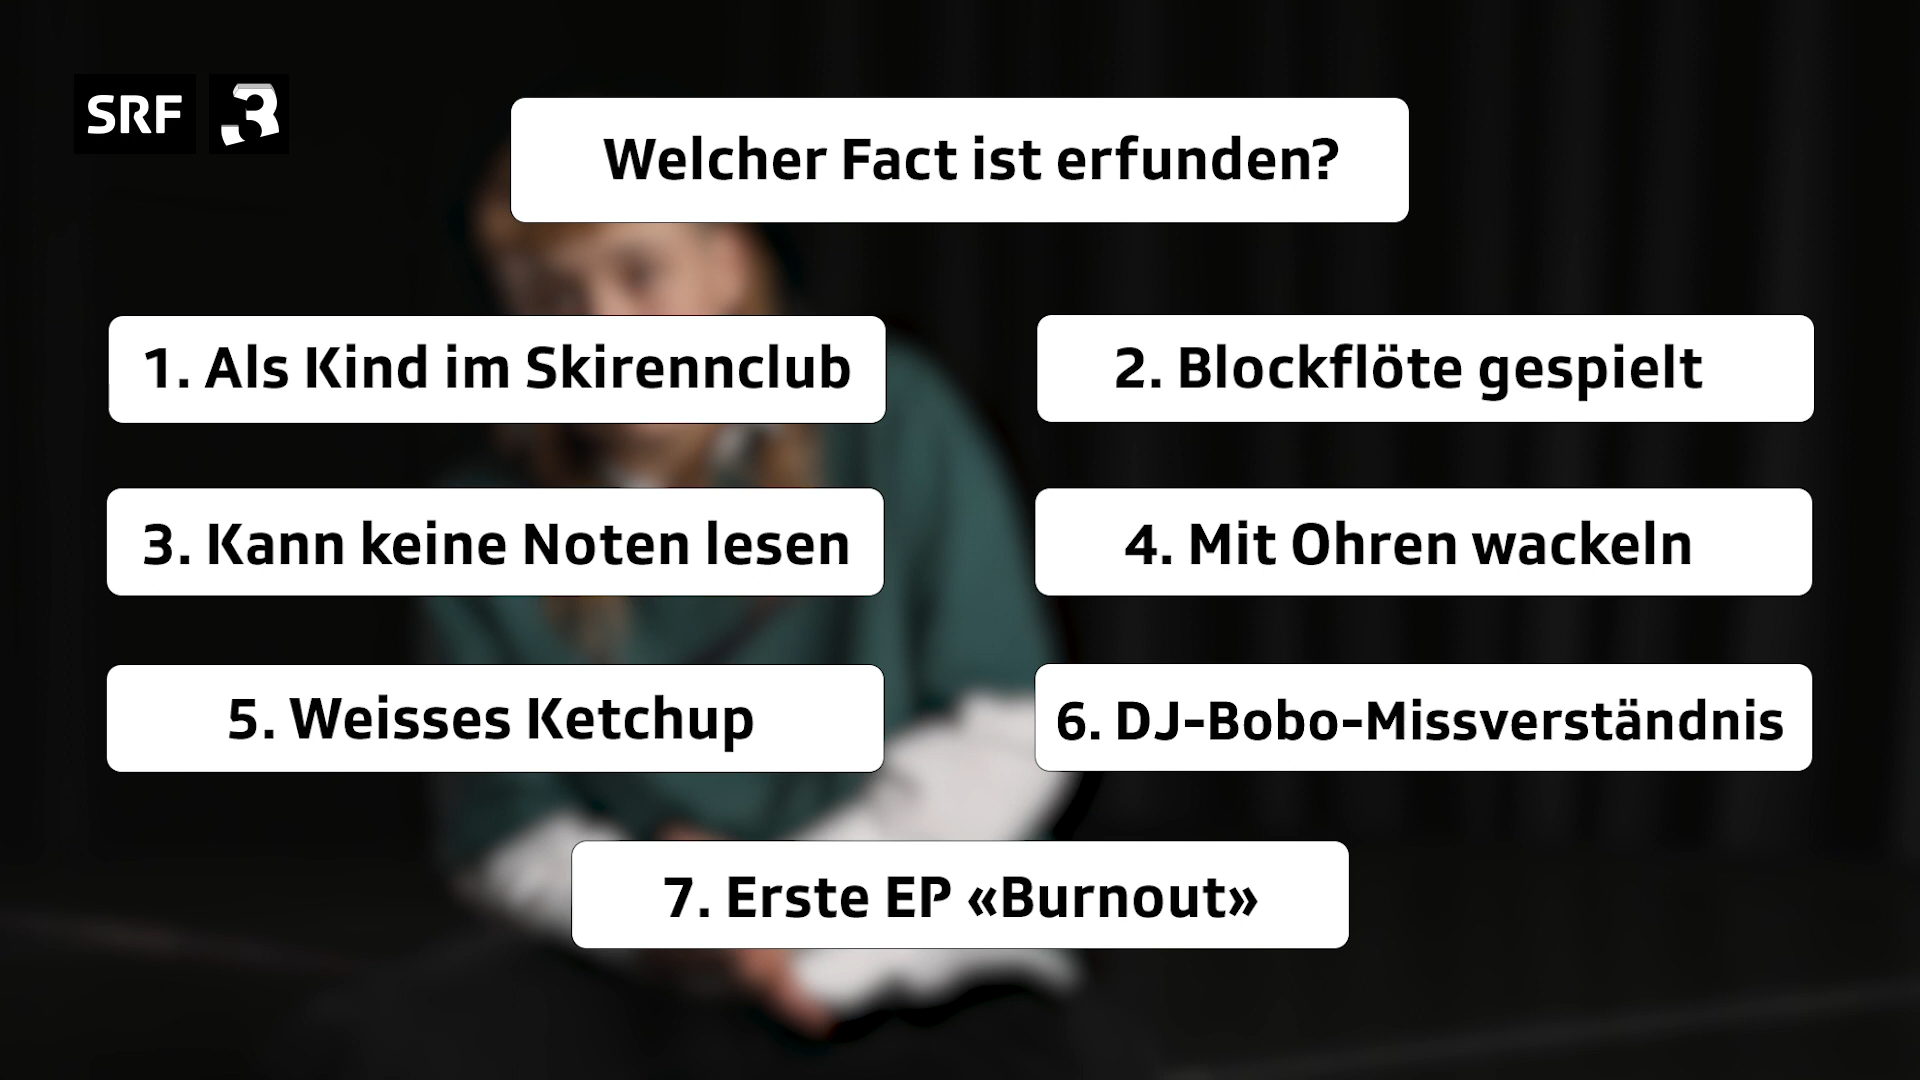 SRF 3
Welcher Fact ist erfunden?
1. Als Kind im Skirennclub
2. Blockflöte gespielt
3. Kann keine Noten lesen
4. Mit Ohren wackeln
5. Weisses Ketchup
6. DJ-Bobo-Missverständnis
7. Erste EP «Burnout»